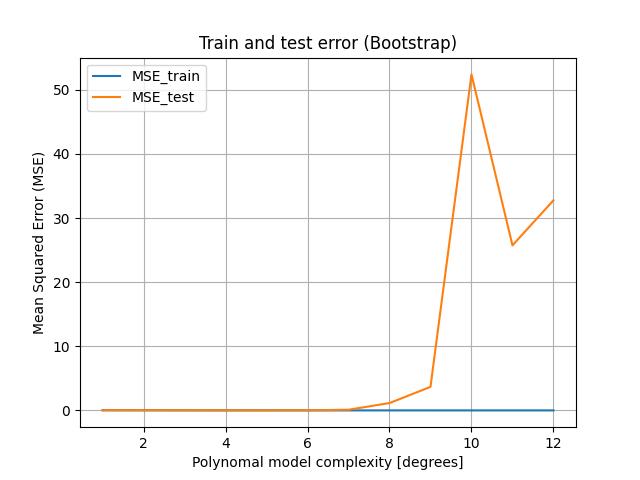 Train and test error (Bootstrap)
MSE_train
MSE_test
Mean Squared Error (MSE)
50
40
30
20
10
0
2 4 6 8 10 12
Polynomal model complexity [degrees]